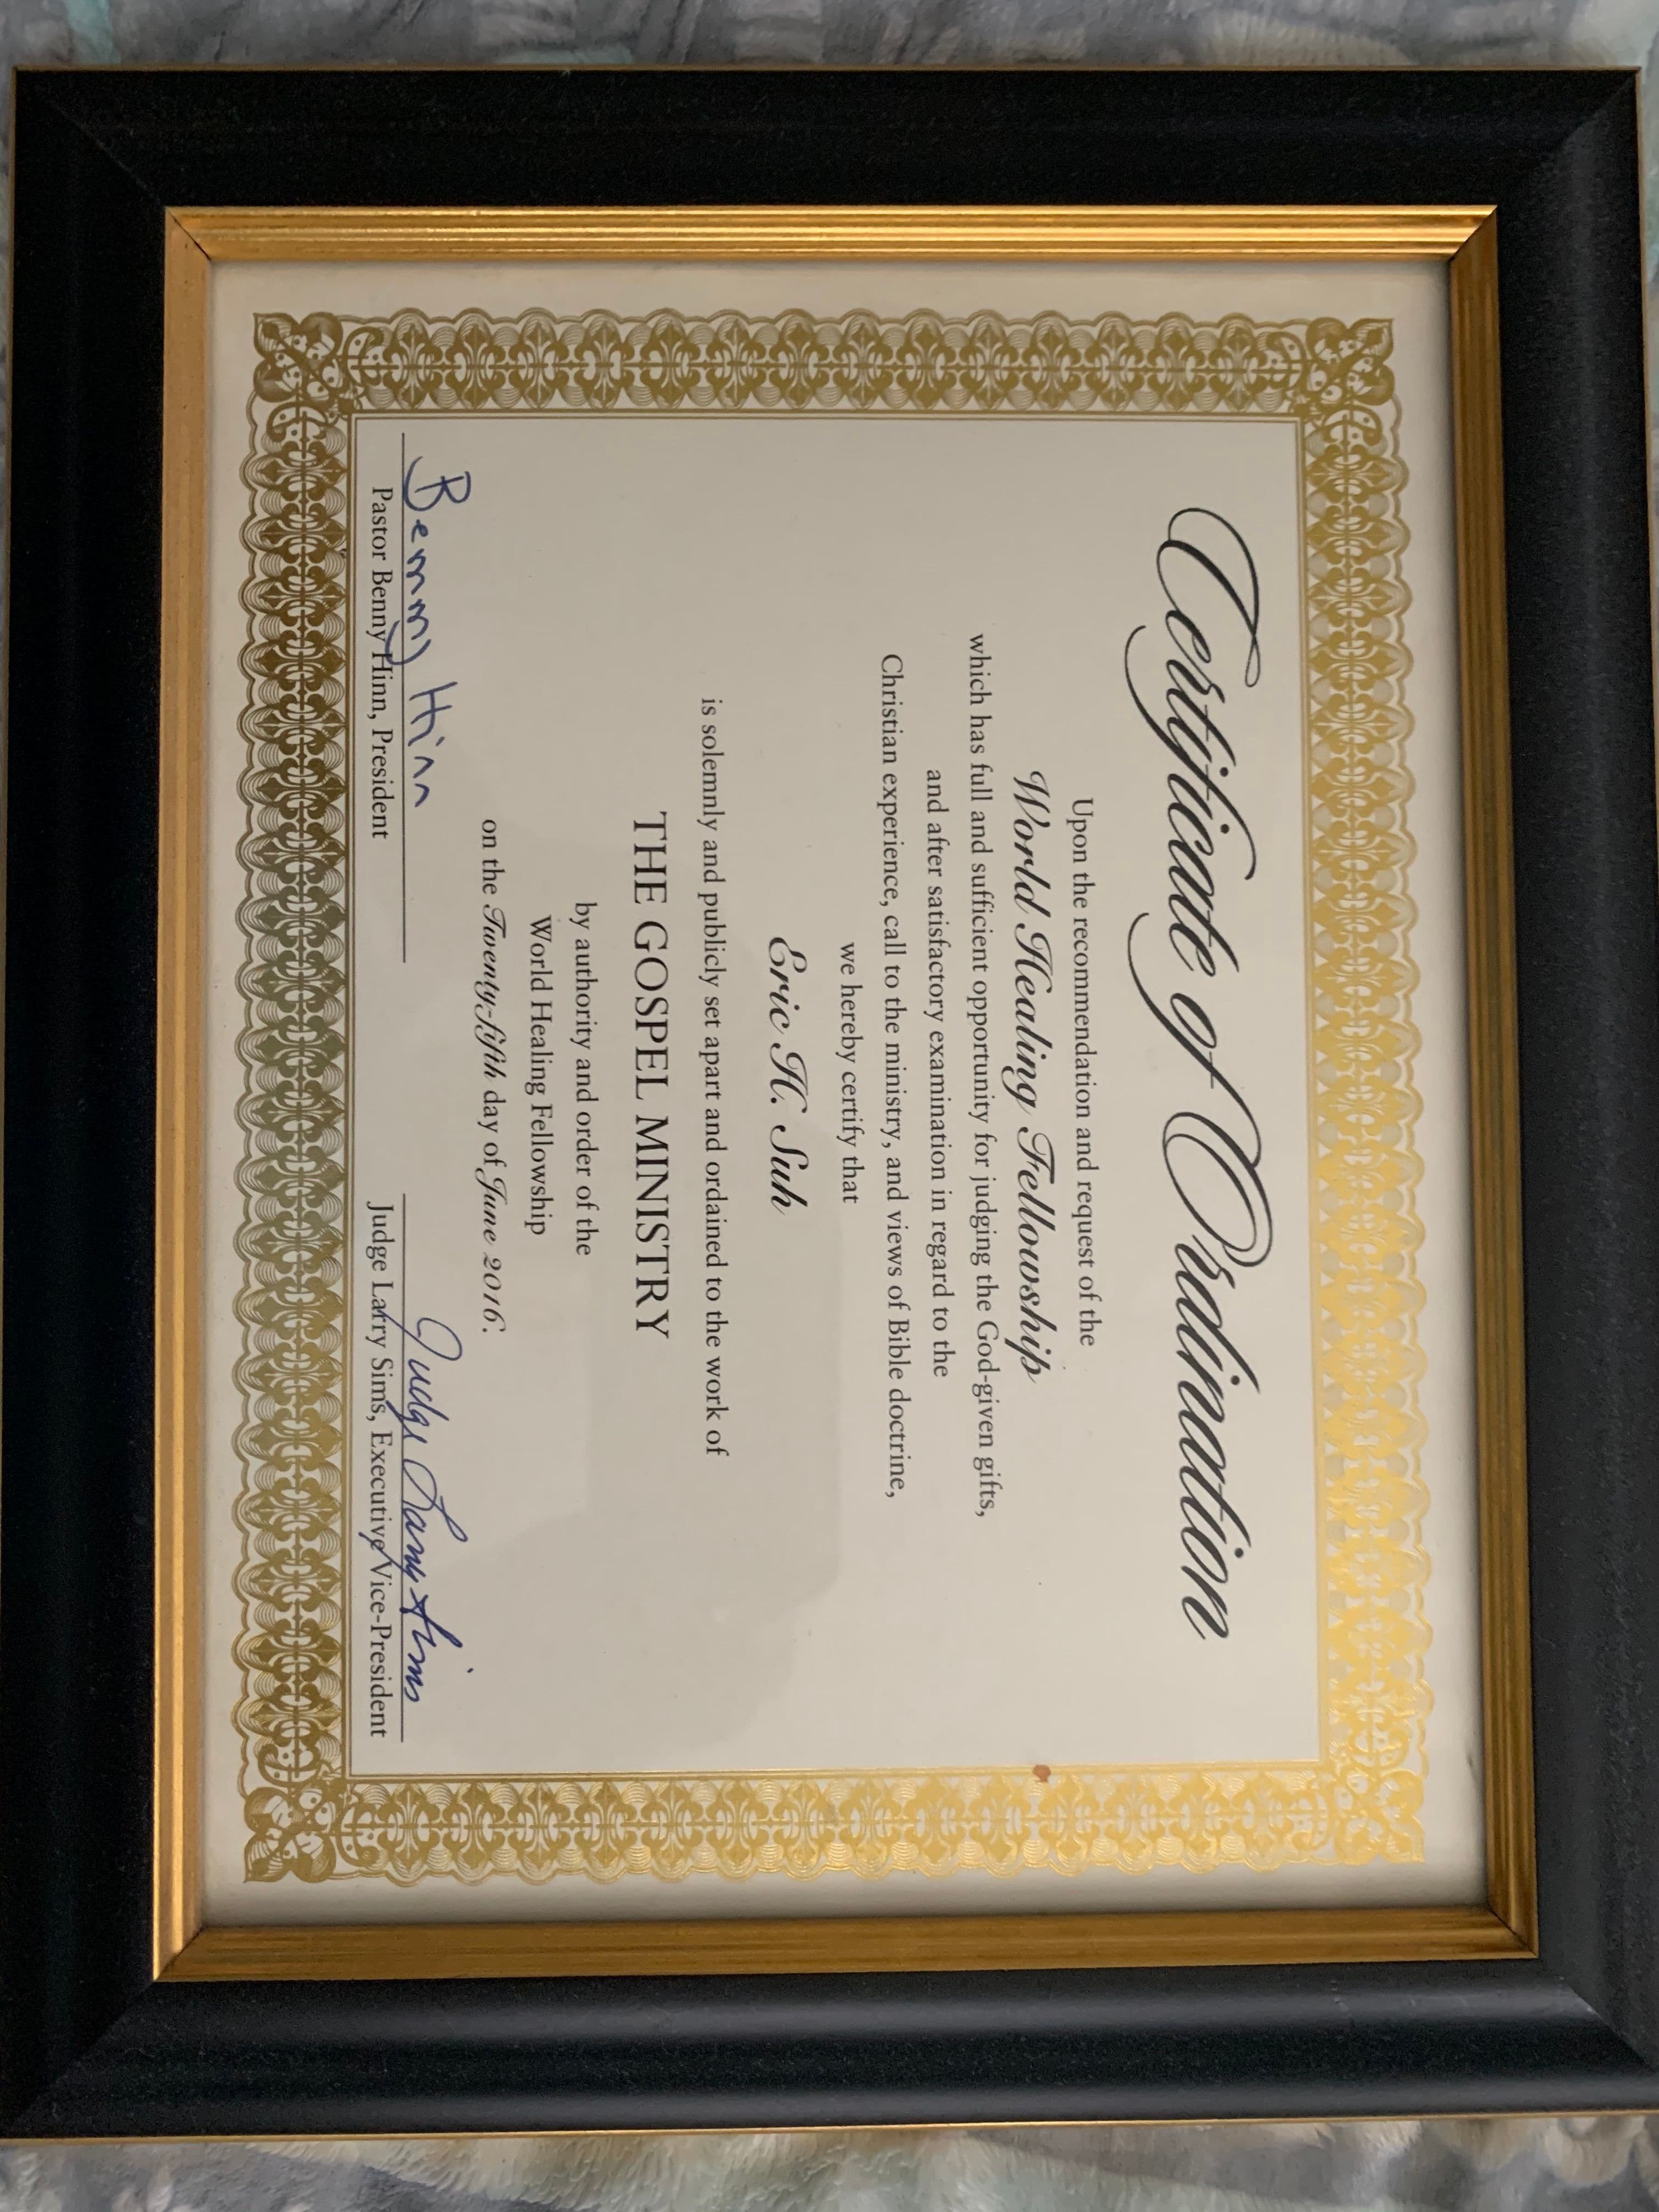 Certificate of Ordination
Upon the recommendation and request of the
World Healing Fellowship
which has full and sufficient opportunity for judging the God-given gifts,
and after satisfactory examination in regard to the
Christian experience, call to the ministry, and views of Bible doctrine,
we hereby certify that
Eric H. Suh
is solemnly and publicly set apart and ordained to the work of
THE GOSPEL MINISTRY
by authority and order of the
World Healing Fellowship
on the Twenty-fifth day of June 2016.
Benny Hinn
Pastor Benny Hinn, President
Judge Larry Sims
Judge Larry Sims, Executive Vice-President